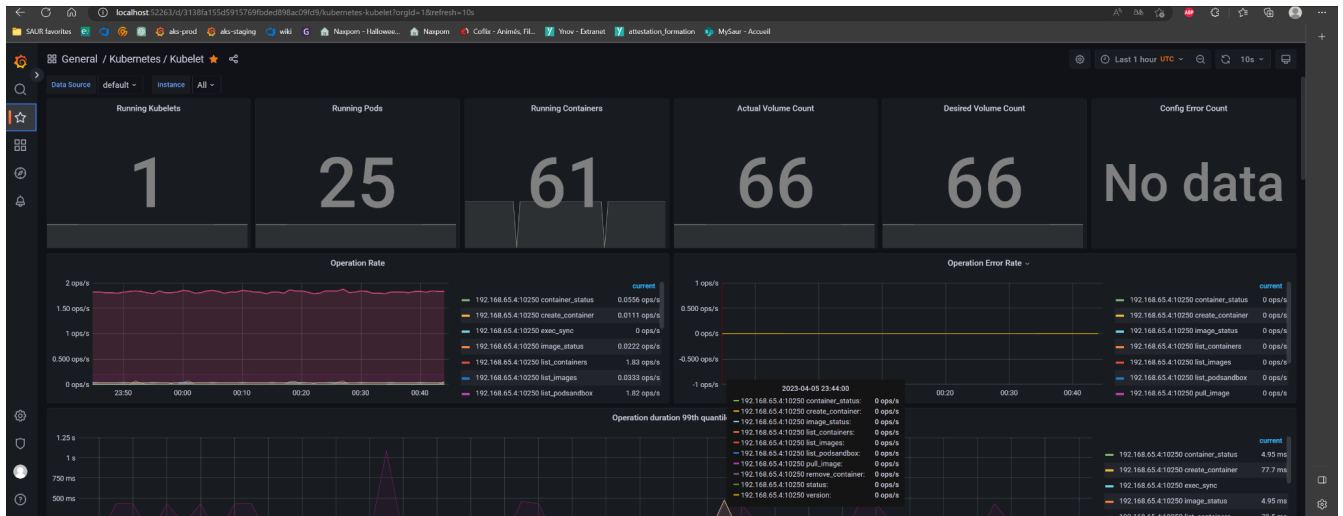 localhost:52263/d/3138fa155d5915769fbded898ac09fd9/kubernetes-kubelet?orgId=1&refresh=10s
SAUR favorites aks-prod aks-staging wiki Naxpom - Hallowee... Naxpom Coflix - Animés, Fil... Ynov - Extranet attestation_formation MySaur - Accueil
General / Kubernetes / Kubelet
Last 1 hour UTC 10s
Data Source default Instance All
Running Kubelets
1
Running Pods
25
Running Containers
61
Actual Volume Count
66
Desired Volume Count
66
Config Error Count
No data
Operation Rate
2 ops/s
1.50 ops/s
1 ops/s
0.500 ops/s
0 ops/s
23:50 00:00 00:10 00:20 00:30 00:40
current
192.168.65.4:10250 container_status 0.0556 ops/s
192.168.65.4:10250 create_container 0.0111 ops/s
192.168.65.4:10250 exec_sync 0 ops/s
192.168.65.4:10250 image_status 0.0222 ops/s
192.168.65.4:10250 list_containers 1.83 ops/s
192.168.65.4:10250 list_images 0.0333 ops/s
192.168.65.4:10250 list_podsandbox 1.82 ops/s
Operation Error Rate
1 ops/s
0.500 ops/s
0 ops/s
-0.500 ops/s
-1 ops/s
00:20 00:30 00:40
current
192.168.65.4:10250 container_status 0 ops/s
192.168.65.4:10250 create_container 0 ops/s
192.168.65.4:10250 image_status 0 ops/s
192.168.65.4:10250 list_containers 0 ops/s
192.168.65.4:10250 list_images 0 ops/s
192.168.65.4:10250 list_podsandbox 0 ops/s
192.168.65.4:10250 pull_image 0 ops/s
2023-04-05 23:44:00
192.168.65.4:10250 container_status: 0 ops/s
192.168.65.4:10250 create_container: 0 ops/s
192.168.65.4:10250 image_status: 0 ops/s
192.168.65.4:10250 list_containers: 0 ops/s
192.168.65.4:10250 list_images: 0 ops/s
192.168.65.4:10250 list_podsandbox: 0 ops/s
192.168.65.4:10250 pull_image: 0 ops/s
192.168.65.4:10250 remove_container: 0 ops/s
192.168.65.4:10250 status: 0 ops/s
192.168.65.4:10250 version: 0 ops/s
Operation duration 99th quantile
1.25 s
1 s
750 ms
500 ms
current
192.168.65.4:10250 container_status 4.95 ms
192.168.65.4:10250 create_container 77.7 ms
192.168.65.4:10250 exec_sync
192.168.65.4:10250 image_status 4.95 ms